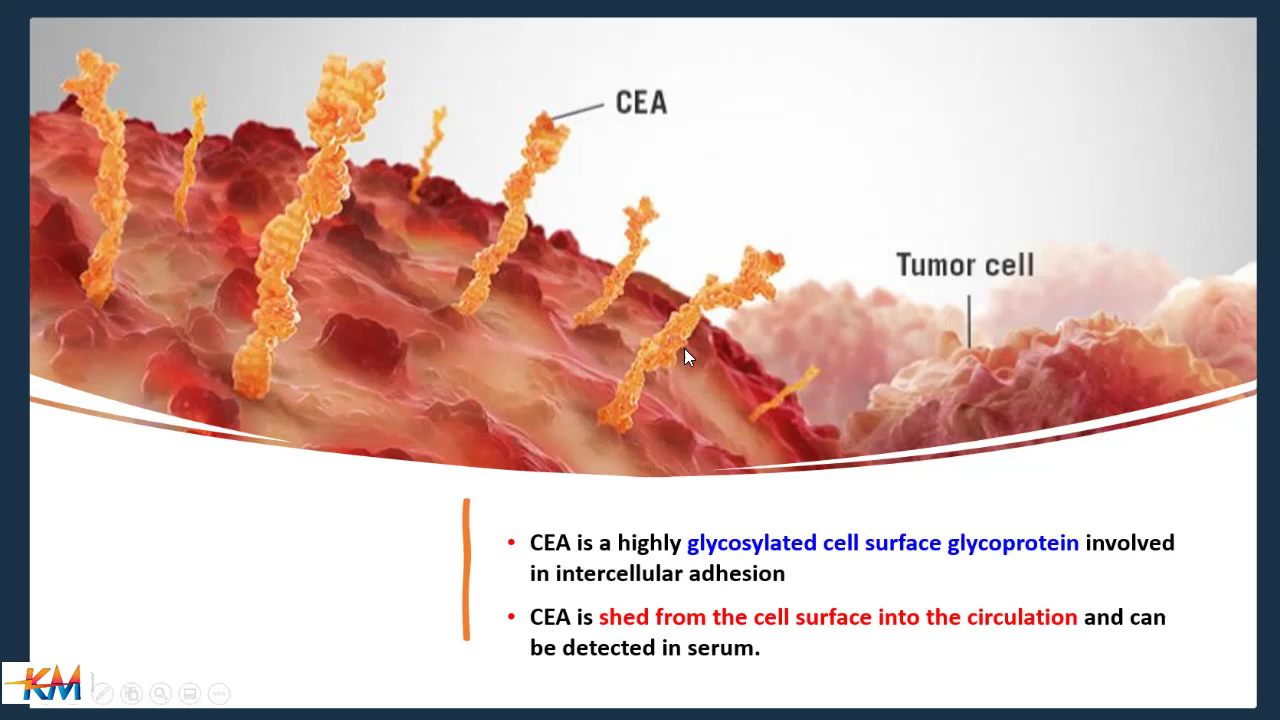 CEA
Tumor cell
• CEA is a highly glycosylated cell surface glycoprotein involved
in intercellular adhesion
• CEA is shed from the cell surface into the circulation and can
be detected in serum.
KM